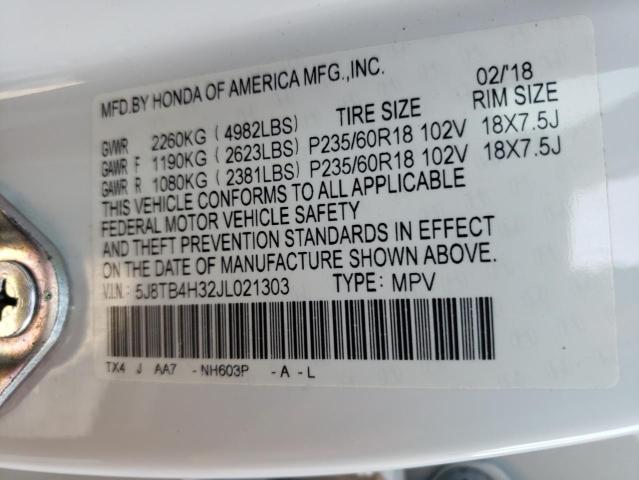 MFD.BY HONDA OF AMERICA MFG.,INC. 02/'18
TIRE SIZE RIM SIZE
GVWR 2260KG ( 4982LBS)
GAWR F 1190KG ( 2623LBS) P235/60R18 102V 18X7.5J
GAWR R 1080KG ( 2381LBS) P235/60R18 102V 18X7.5J
THIS VEHICLE CONFORMS TO ALL APPLICABLE
FEDERAL MOTOR VEHICLE SAFETY
AND THEFT PREVENTION STANDARDS IN EFFECT
ON THE DATE OF MANUFACTURE SHOWN ABOVE.
V.I.N.: 5J8TB4H32JL021303 TYPE: MPV
TX4 J AA7 -NH603P -A -L